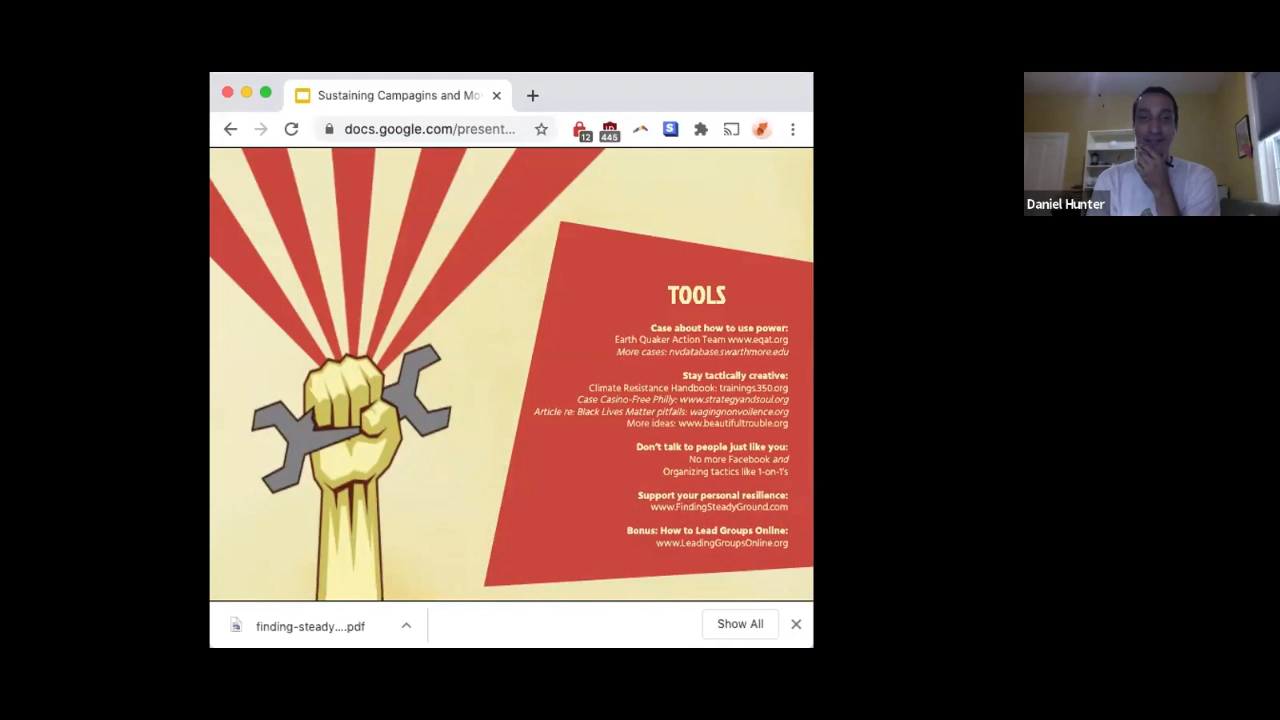 Sustaining Campagins and Mo
docs.google.com/present...
12
445
S
TOOLS
Case about how to use power:
Earth Quaker Action Team www.eqat.org
More cases: nvdatabase.swarthmore.edu
Stay tactically creative:
Climate Resistance Handbook: trainings.350.org
Case Casino-Free Philly: www.strategyandsoul.org
Article re: Black Lives Matter pitfalls: wagingnonvoilence.org
More ideas: www.beautifultrouble.org
Don't talk to people just like you:
No more Facebook and
Organizing tactics like 1-on-1's
Support your personal resilience:
www.FindingSteadyGround.com
Bonus: How to Lead Groups Online:
www.LeadingGroupsOnline.org
finding-steady....pdf
Show All
Daniel Hunter